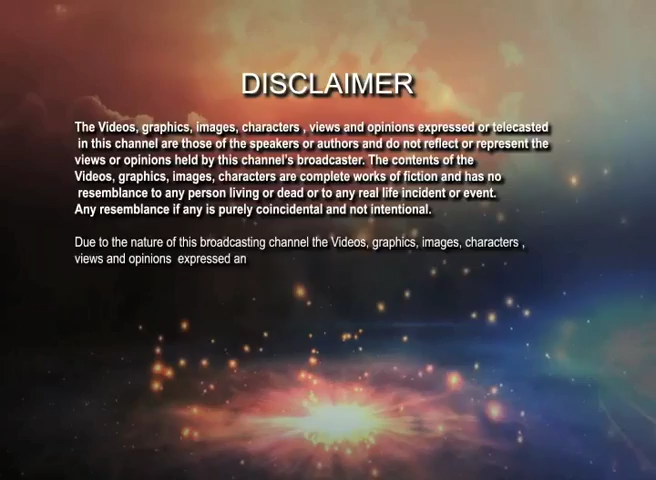 DISCLAIMER
The Videos, graphics, images, characters , views and opinions expressed or telecasted
in this channel are those of the speakers or authors and do not reflect or represent the
views or opinions held by this channel's broadcaster. The contents of the
Videos, graphics, images, characters are complete works of fiction and has no
resemblance to any person living or dead or to any real life incident or event.
Any resemblance if any is purely coincidental and not intentional.
Due to the nature of this broadcasting channel the Videos, graphics, images, characters ,
views and opinions expressed an